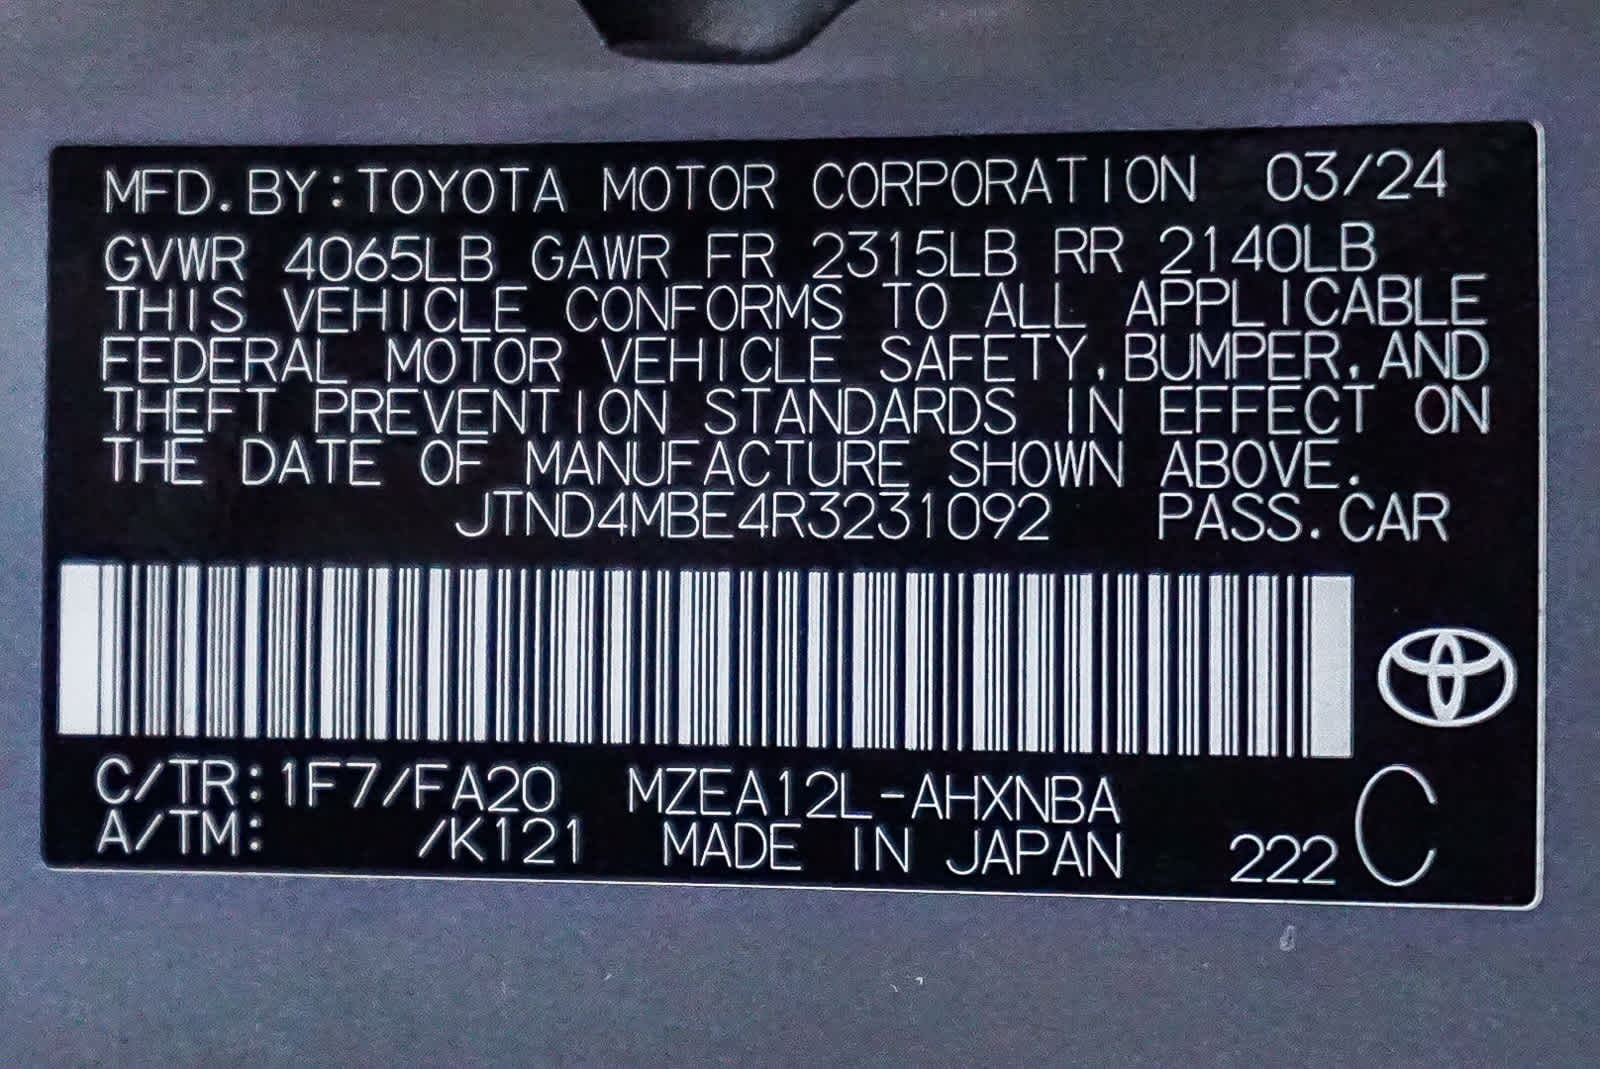 MFD. BY: TOYOTA MOTOR CORPORATION 03/24
GVWR 4065LB GAWR FR 2315LB RR 2140LB
THIS VEHICLE CONFORMS TO ALL APPLICABLE
FEDERAL MOTOR VEHICLE SAFETY, BUMPER, AND
THEFT PREVENTION STANDARDS IN EFFECT ON
THE DATE OF MANUFACTURE SHOWN ABOVE.
JTND4MBE4R3231092 PASS. CAR
C/TR: 1F7/FA20 MZEA12L-AHXNBA
A/TM: /K121 MADE IN JAPAN 222 C